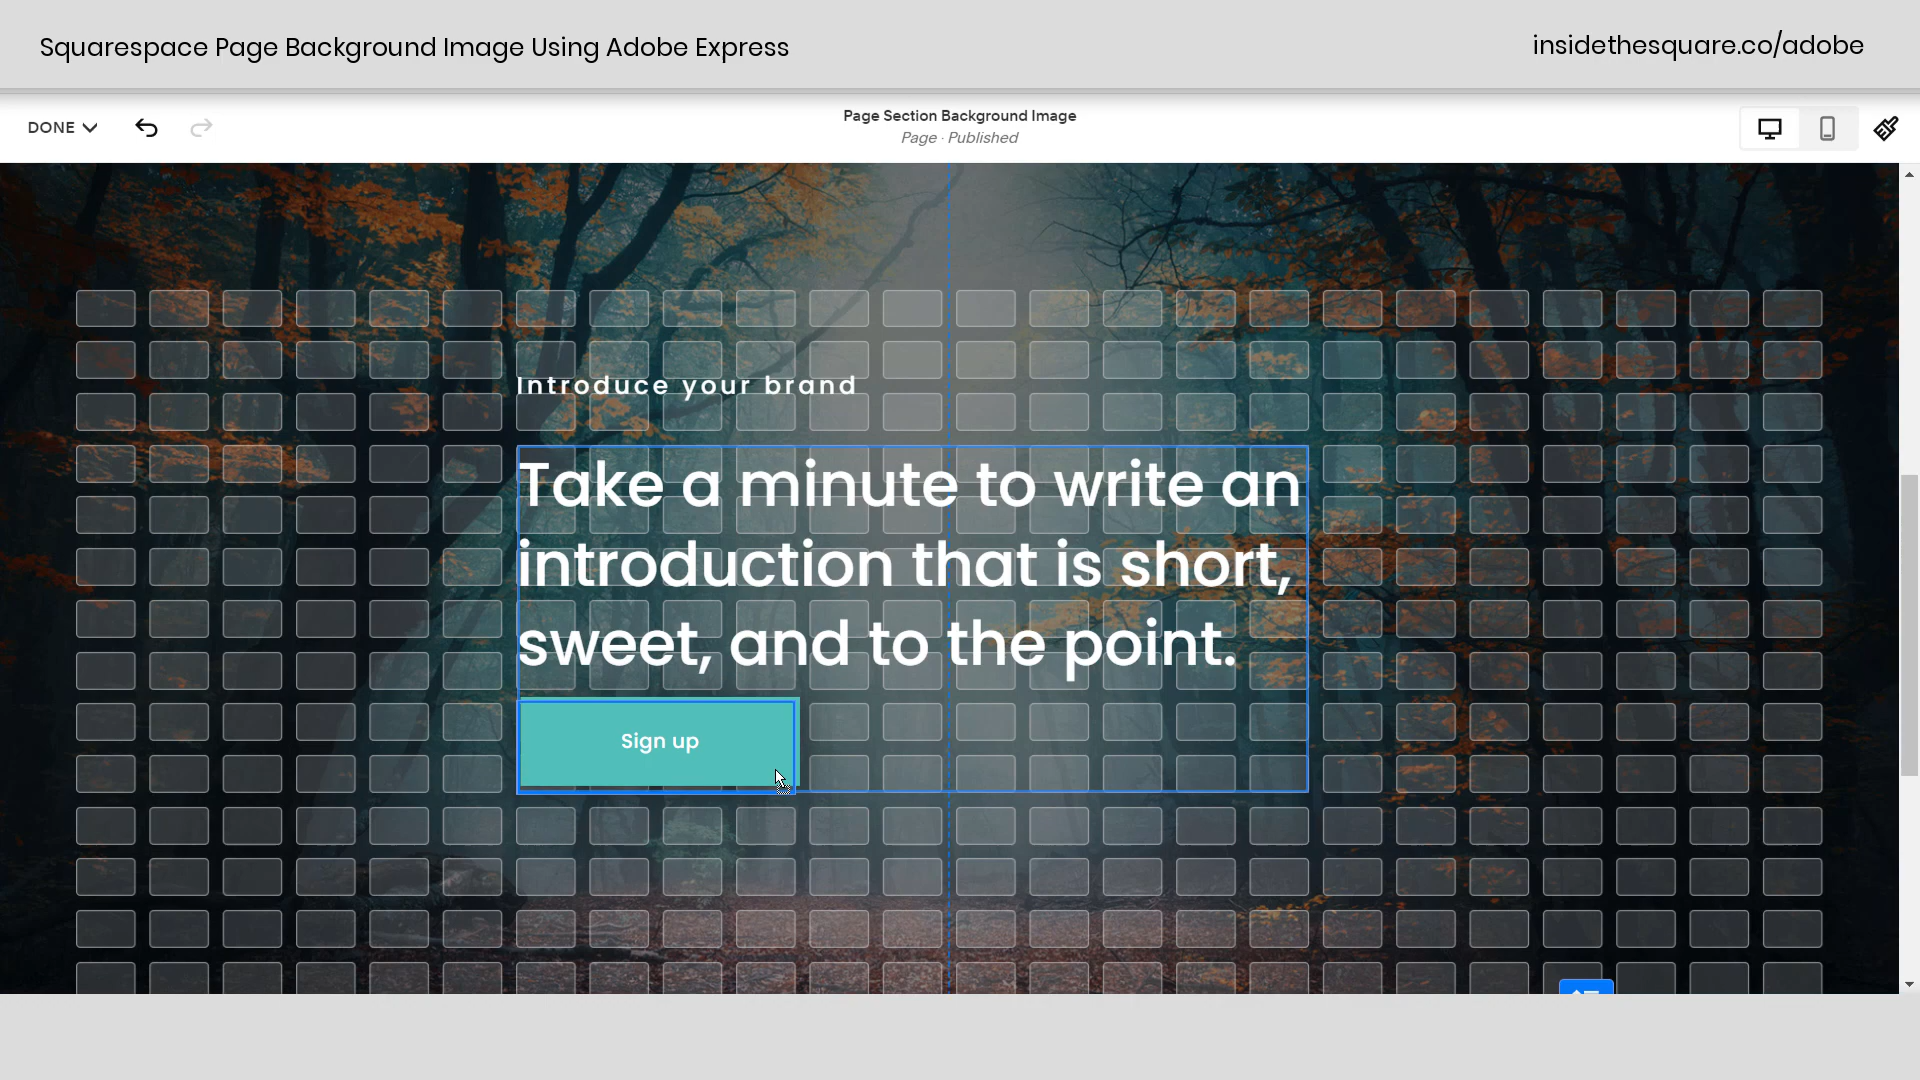 Squarespace Page Background Image Using Adobe Express
insidethesquare.co/adobe
DONE
Page Section Background Image
Page · Published
Introduce your brand
Take a minute to write an
introduction that is short,
sweet, and to the point.
Sign up